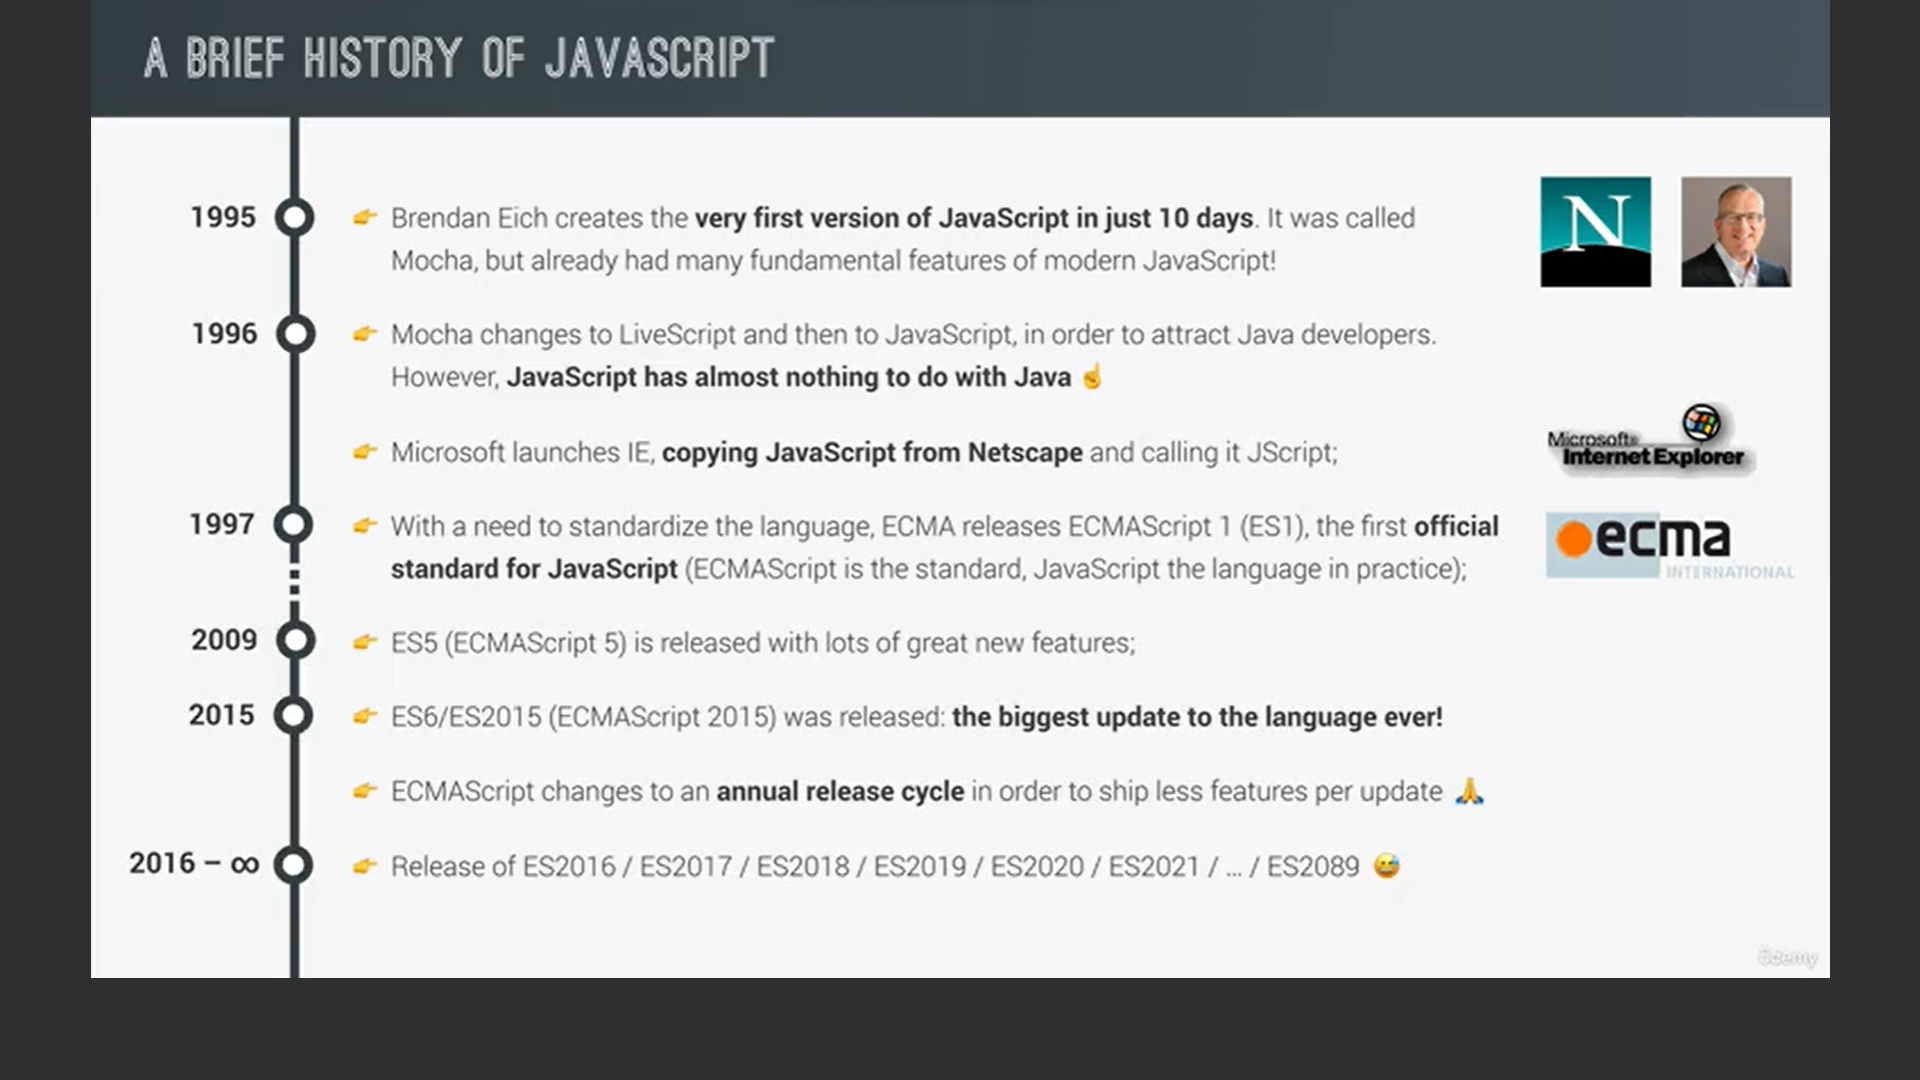 A BRIEF HISTORY OF JAVASCRIPT
1995
👉 Brendan Eich creates the very first version of JavaScript in just 10 days. It was called
Mocha, but already had many fundamental features of modern JavaScript!
N
1996
👉 Mocha changes to LiveScript and then to JavaScript, in order to attract Java developers.
However, JavaScript has almost nothing to do with Java ☝️
👉 Microsoft launches IE, copying JavaScript from Netscape and calling it JScript;
Microsoft®
Internet Explorer
1997
👉 With a need to standardize the language, ECMA releases ECMAScript 1 (ES1), the first official
standard for JavaScript (ECMAScript is the standard, JavaScript the language in practice);
ecma
INTERNATIONAL
2009
👉 ES5 (ECMAScript 5) is released with lots of great new features;
2015
👉 ES6/ES2015 (ECMAScript 2015) was released: the biggest update to the language ever!
👉 ECMAScript changes to an annual release cycle in order to ship less features per update 🙏
2016 – ∞
👉 Release of ES2016 / ES2017 / ES2018 / ES2019 / ES2020 / ES2021 / ... / ES2089 😅
ûdemy